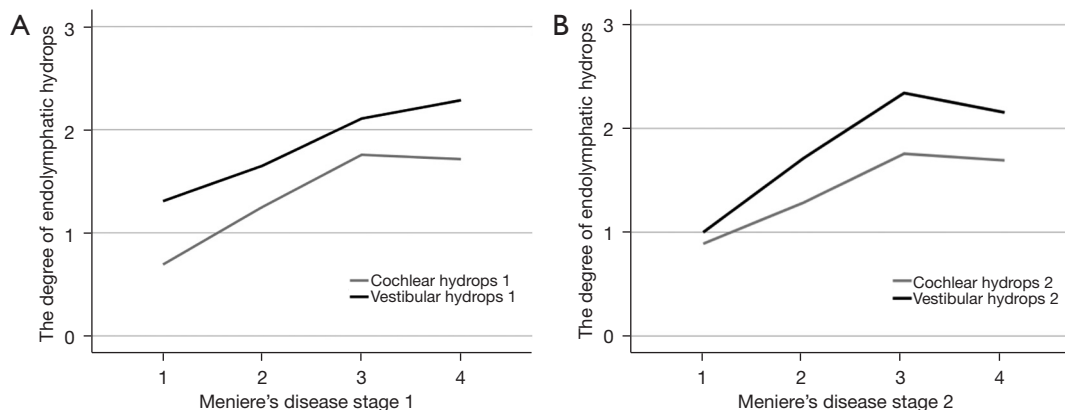 A
The degree of endolymphatic hydrops
3
2
1
0
Cochlear hydrops 1
Vestibular hydrops 1
1 2 3 4
Meniere's disease stage 1
B
The degree of endolymphatic hydrops
3
2
1
0
Cochlear hydrops 2
Vestibular hydrops 2
1 2 3 4
Meniere's disease stage 2